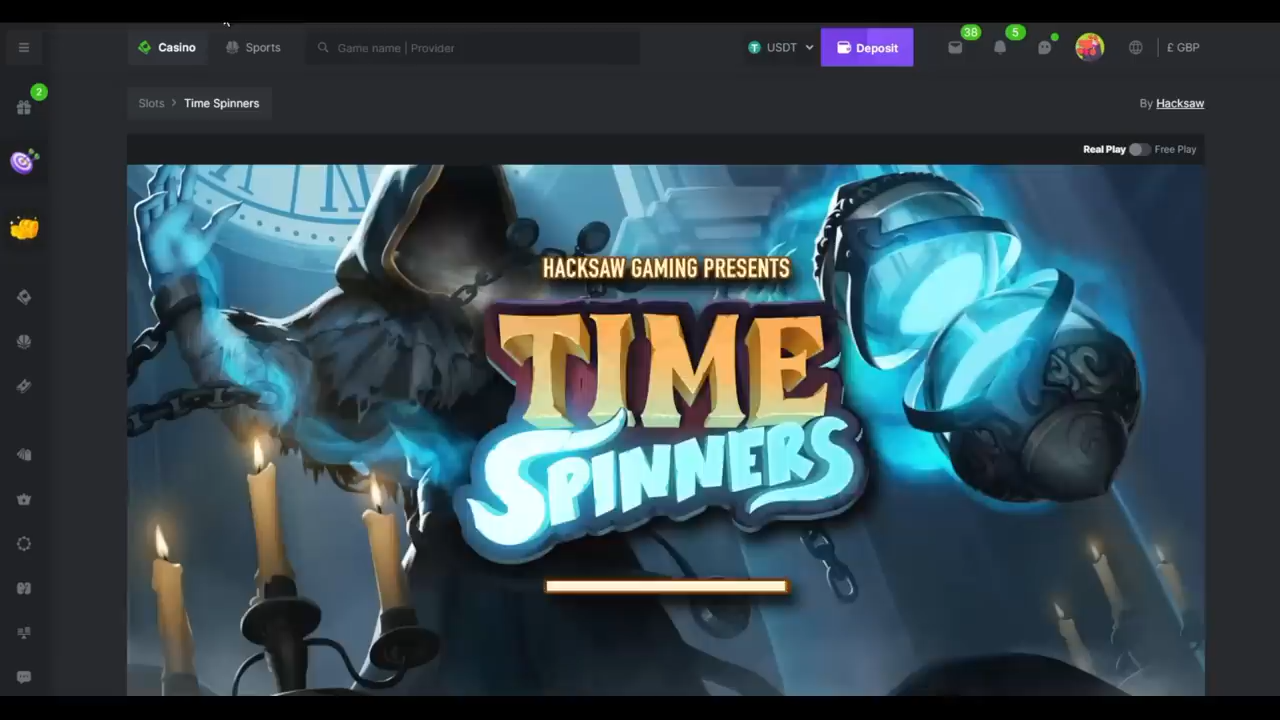 Casino
Sports
Game name | Provider
USDT
Deposit
38
5
£ GBP
2
Slots > Time Spinners
By Hacksaw
Real Play
Free Play
HACKSAW GAMING PRESENTS
TIME
SPINNERS